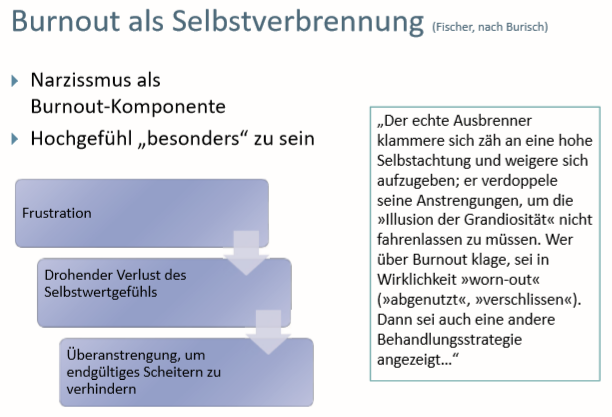 Burnout als Selbstverbrennung (Fischer, nach Burisch)
Narzissmus als
Burnout-Komponente
Hochgefühl „besonders“ zu sein
Frustration
Drohender Verlust des
Selbstwertgefühls
Überanstrengung, um
endgültiges Scheitern zu
verhindern
„Der echte Ausbrenner
klammere sich zäh an eine hohe
Selbstachtung und weigere sich
aufzugeben; er verdoppele
seine Anstrengungen, um die
»Illusion der Grandiosität« nicht
fahrenlassen zu müssen. Wer
über Burnout klage, sei in
Wirklichkeit »worn-out«
(»abgenutzt«, »verschlissen«).
Dann sei auch eine andere
Behandlungsstrategie
angezeigt…“